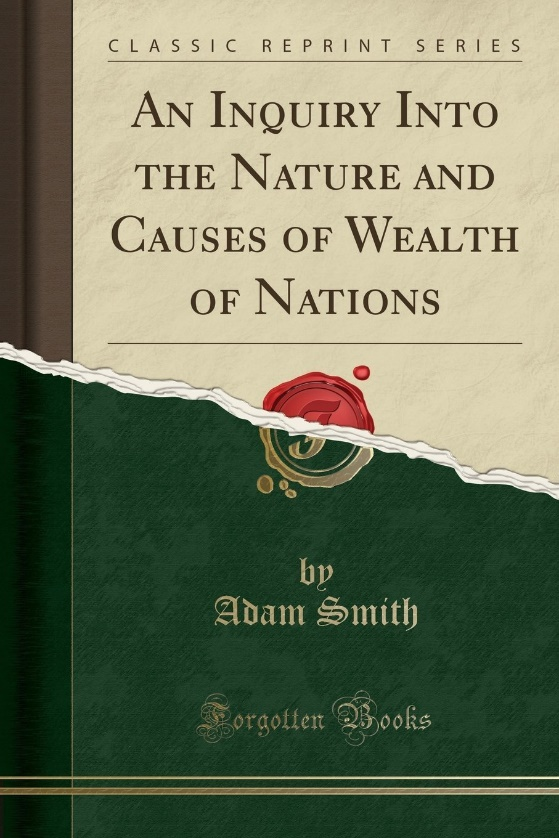 CLASSIC REPRINT SERIES
AN INQUIRY INTO
THE NATURE AND
CAUSES OF WEALTH
OF NATIONS
by
Adam Smith
Forgotten Books